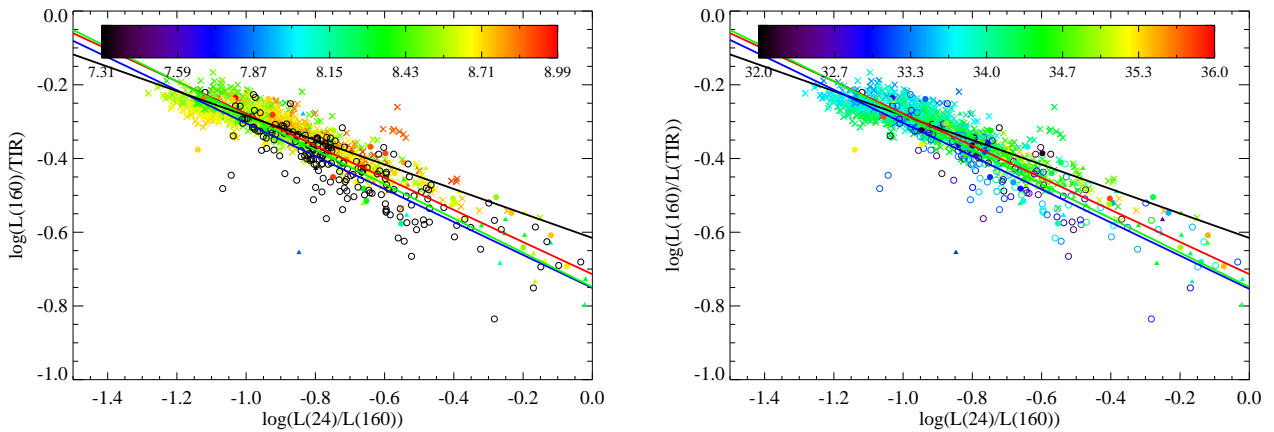 0.0
7.31 7.59 7.87 8.15 8.43 8.71 8.99
-0.2
-0.4
-0.6
-0.8
-1.0
log(L(160)/TIR)
-1.4 -1.2 -1.0 -0.8 -0.6 -0.4 -0.2 0.0
log(L(24)/L(160))
0.0
32.0 32.7 33.3 34.0 34.7 35.3 36.0
-0.2
-0.4
-0.6
-0.8
-1.0
log(L(160)/L(TIR))
-1.4 -1.2 -1.0 -0.8 -0.6 -0.4 -0.2 0.0
log(L(24)/L(160))